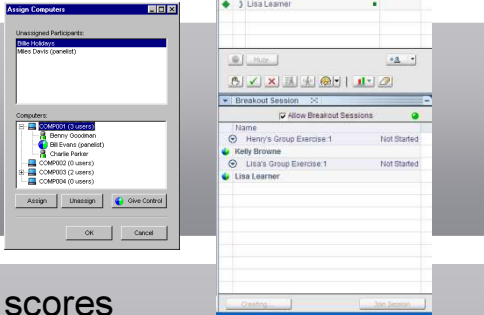 Assign Computers
Unassigned Participants:
Billie Holidays
Miles Davis (panelist)
Computers:
COMP001 (3 users)
Benny Goodman
Bill Evans (panelist)
Charlie Parker
COMP002 (0 users)
COMP003 (2 users)
COMP004 (0 users)
Assign
Unassign
Give Control
OK
Cancel
Lisa Learner
Mute
Breakout Session
Allow Breakout Sessions
Name
Henry's Group Exercise:1 Not Started
Kelly Browne
Lisa's Group Exercise:1 Not Started
Lisa Learner
Creating...
Join Session
scores